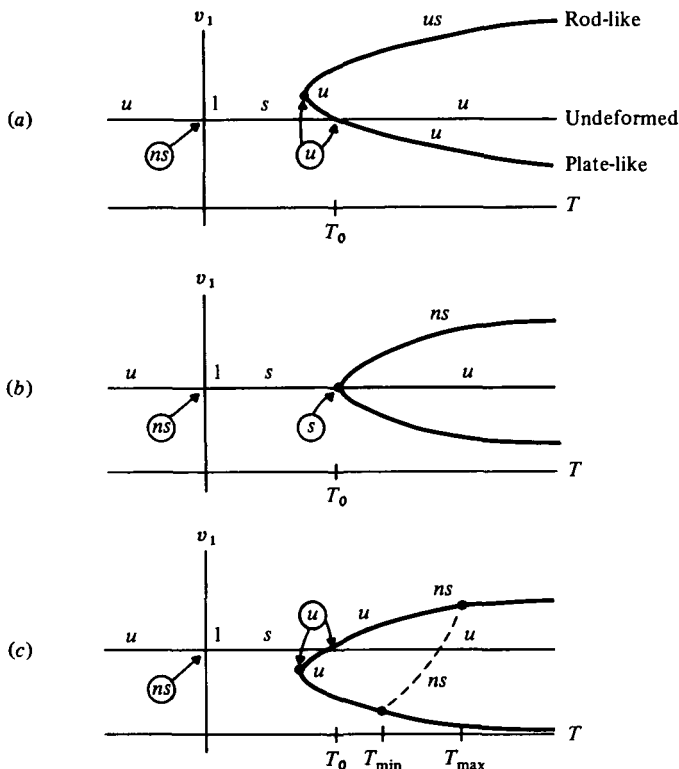 v₁
us
Rod-like
u
(a)
u
1
s
u
Undeformed
ns
u
u
Plate-like
T
T₀
v₁
ns
(b)
u
1
s
u
ns
s
T
T₀
v₁
ns
u
u
(c)
u
1
s
u
u
ns
ns
T
T₀
Tmin
Tmax